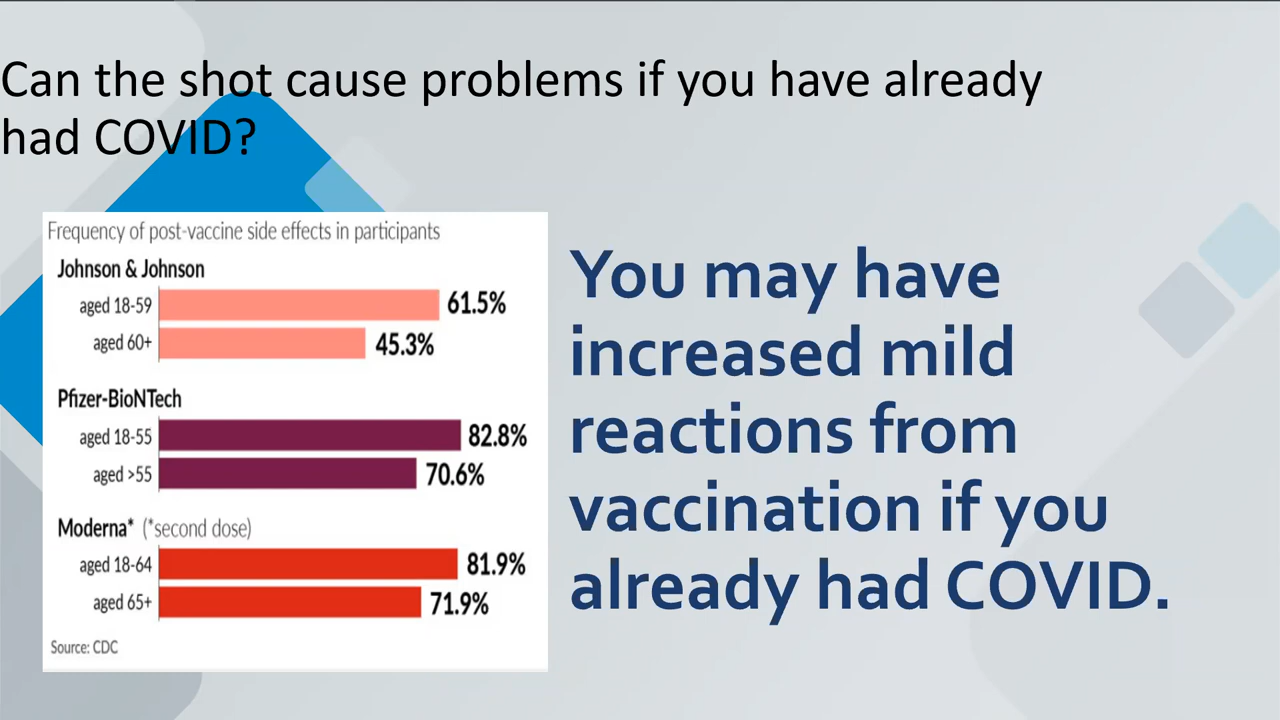 Can the shot cause problems if you have already
had COVID?
Frequency of post-vaccine side effects in participants
Johnson & Johnson
aged 18-59 61.5%
aged 60+ 45.3%
Pfizer-BioNTech
aged 18-55 82.8%
aged >55 70.6%
Moderna* (*second dose)
aged 18-64 81.9%
aged 65+ 71.9%
Source: CDC
You may have
increased mild
reactions from
vaccination if you
already had COVID.